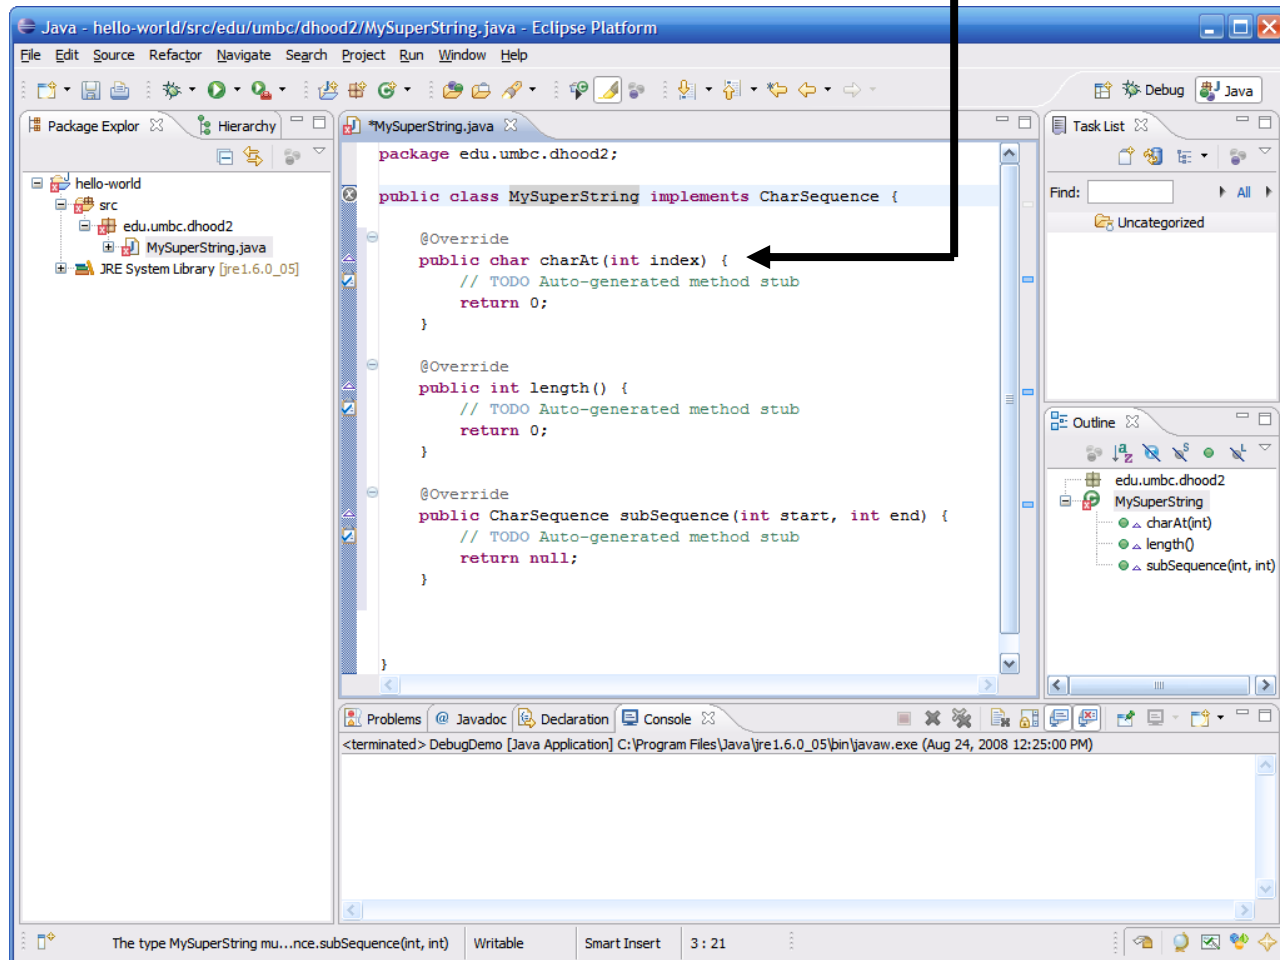 Java - hello-world/src/edu/umbc/dhood2/MySuperString.java - Eclipse Platform
File Edit Source Refactor Navigate Search Project Run Window Help
Debug Java
Package Explor Hierarchy
hello-world
src
edu.umbc.dhood2
MySuperString.java
JRE System Library [jre1.6.0_05]
*MySuperString.java
package edu.umbc.dhood2;
public class MySuperString implements CharSequence {
@Override
public char charAt(int index) {
// TODO Auto-generated method stub
return 0;
}
@Override
public int length() {
// TODO Auto-generated method stub
return 0;
}
@Override
public CharSequence subSequence(int start, int end) {
// TODO Auto-generated method stub
return null;
}
}
Task List
Find: All
Uncategorized
Outline
edu.umbc.dhood2
MySuperString
charAt(int)
length()
subSequence(int, int)
Problems @ Javadoc Declaration Console
<terminated> DebugDemo [Java Application] C:\Program Files\Java\jre1.6.0_05\bin\javaw.exe (Aug 24, 2008 12:25:00 PM)
The type MySuperString mu...nce.subSequence(int, int) Writable Smart Insert 3 : 21